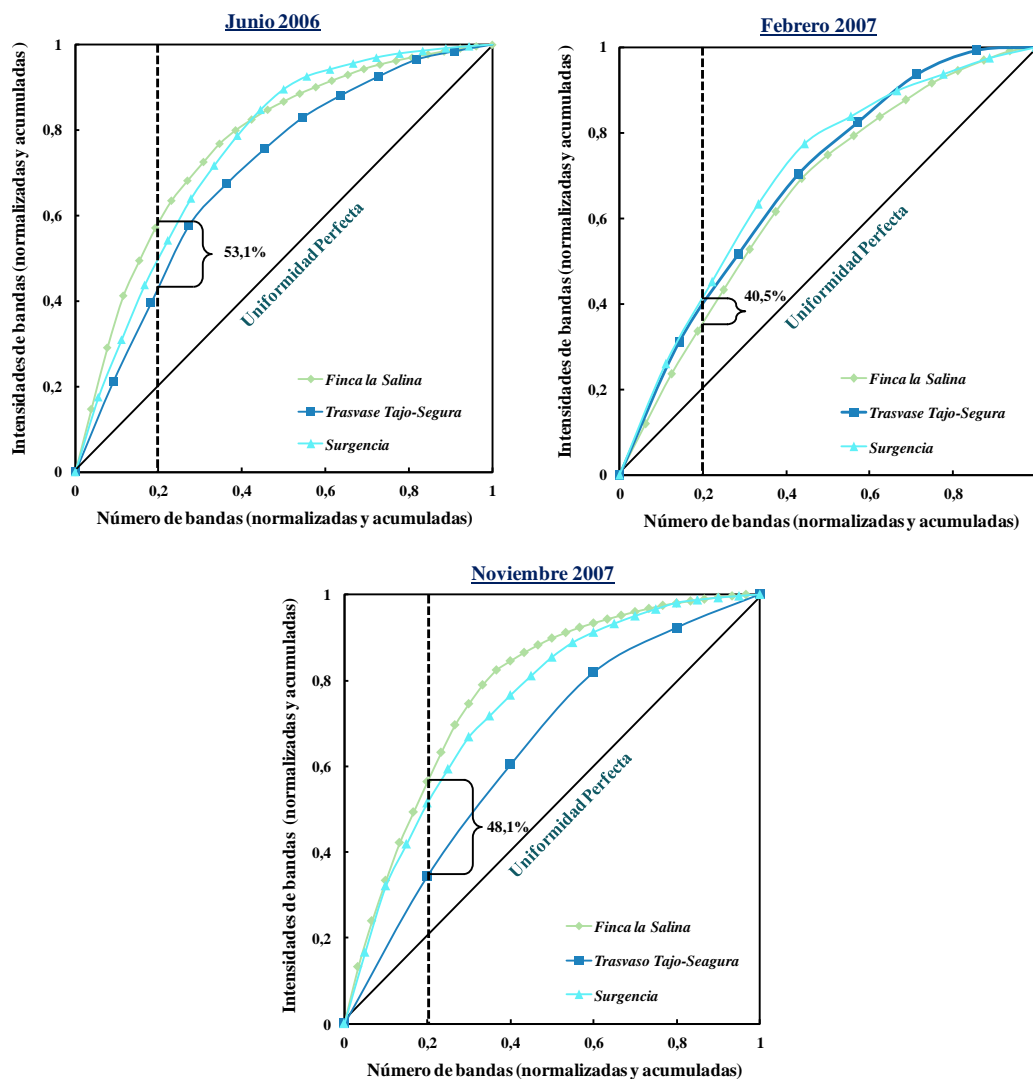 Junio 2006
Intensidades de bandas (normalizadas y acumuladas )
1
0,8
0,6
0,4
0,2
0
53,1%
Uniformidad Perfecta
Finca la Salina
Trasvase Tajo-Segura
Surgencia
0
0,2
0,4
0,6
0,8
1
Número de bandas (normalizadas y acumuladas)
Febrero 2007
Intensidades de bandas (normalizadas y acumuladas )
1
0,8
0,6
0,4
0,2
0
40,5%
Uniformidad Perfecta
Finca la Salina
Trasvase Tajo-Segura
Surgencia
0
0,2
0,4
0,6
0,8
Número de bandas (normalizadas y acumuladas)
Noviembre 2007
Intensidades de bandas (normalizadas y acumuladas)
1
0,8
0,6
0,4
0,2
0
48,1%
Uniformidad Perfecta
Finca la Salina
Trasvaso Tajo-Seagura
Surgencia
0
0,2
0,4
0,6
0,8
1
Número de bandas (normalizadas y acumuladas)